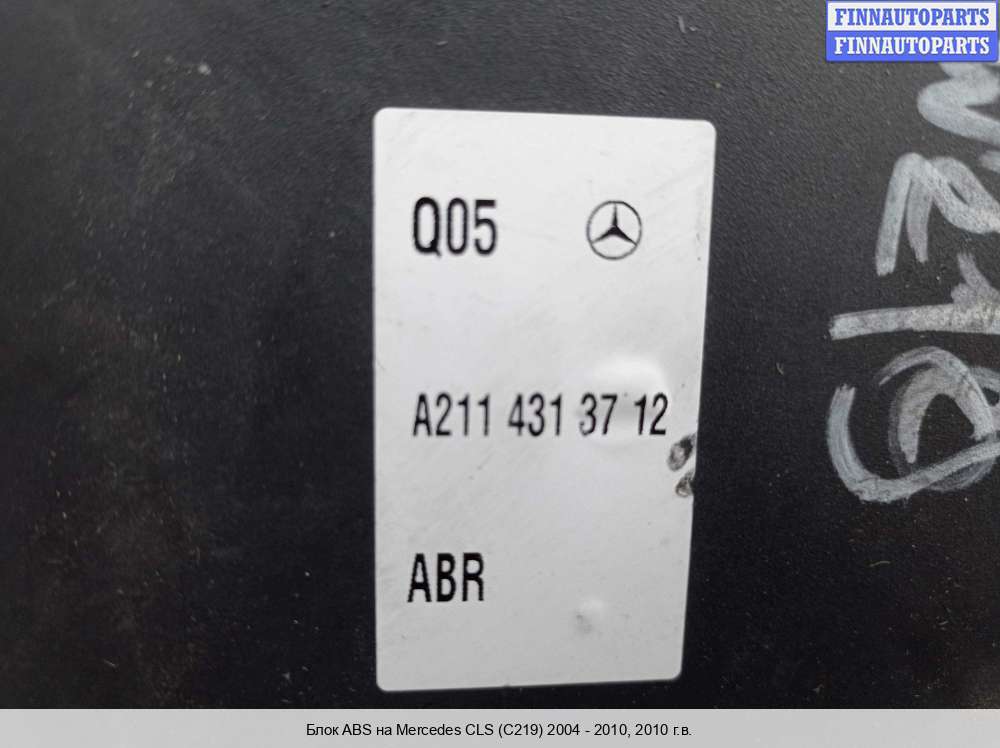 FINNAUTOPARTS
FINNAUTOPARTS
Q05
A211 431 37 12
ABR
Блок ABS на Mercedes CLS (C219) 2004 - 2010, 2010 г.в.